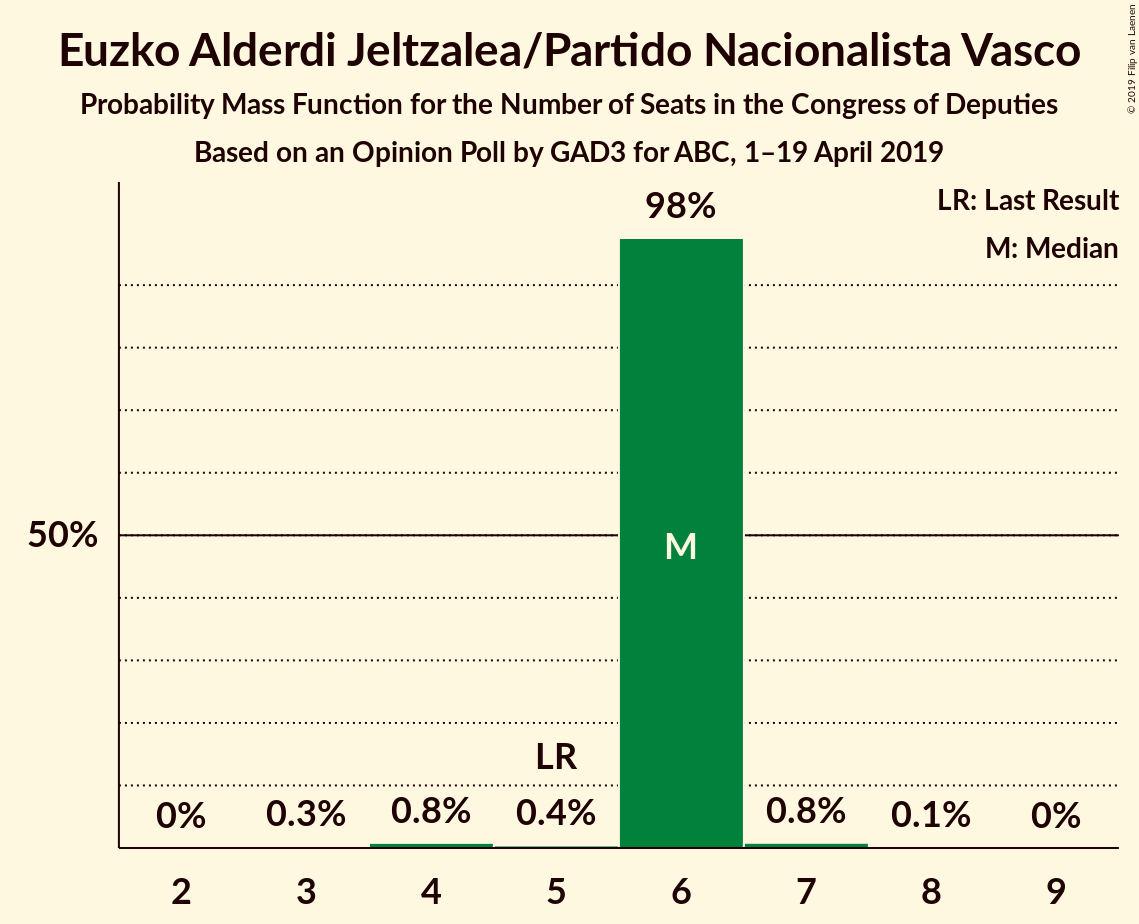 Euzko Alderdi Jeltzalea/Partido Nacionalista Vasco
Probability Mass Function for the Number of Seats in the Congress of Deputies
Based on an Opinion Poll by GAD3 for ABC, 1–19 April 2019
© 2019 Filip van Laenen
LR: Last Result
M: Median
98%
50%
M
LR
0% 0.3% 0.8% 0.4% 0.8% 0.1% 0%
2 3 4 5 6 7 8 9